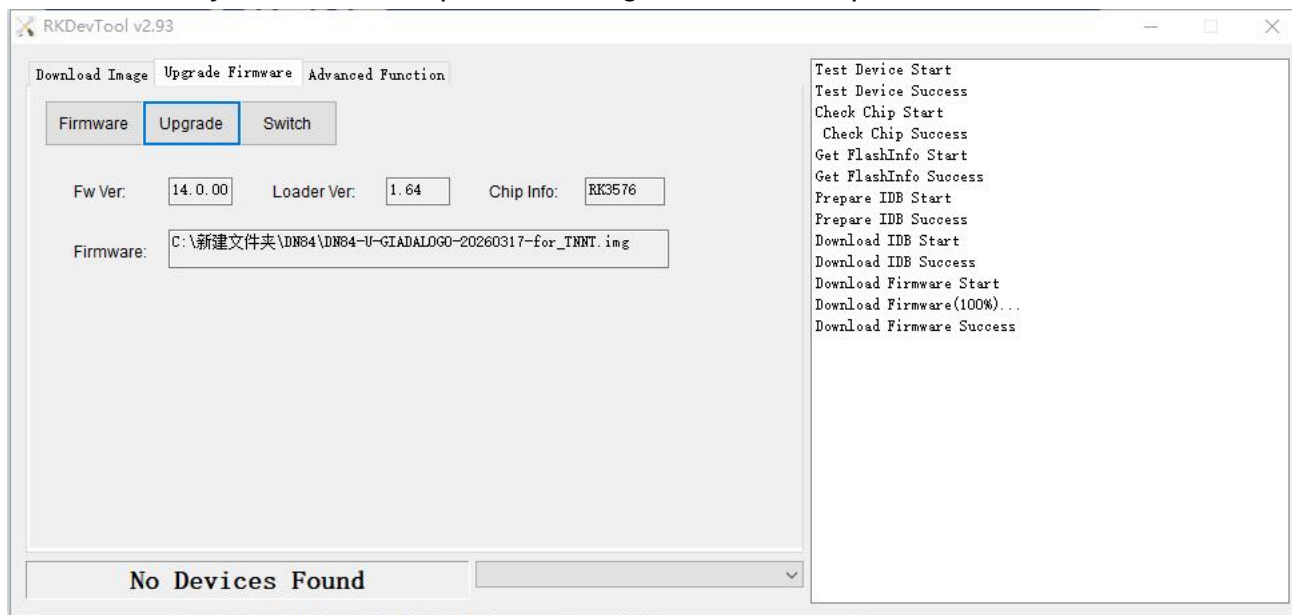 RKDevTool v2.93
Download Image Upgrade Firmware Advanced Function
Firmware Upgrade Switch
Fw Ver: 14.0.00 Loader Ver: 1.64 Chip Info: RK3576
Firmware: C:\新建文件夹\DN84\DN84-U-GIADALOGO-20260317-for_TNNT.img
No Devices Found
Test Device Start
Test Device Success
Check Chip Start
Check Chip Success
Get FlashInfo Start
Get FlashInfo Success
Prepare IDB Start
Prepare IDB Success
Download IDB Start
Download IDB Success
Download Firmware Start
Download Firmware(100%)...
Download Firmware Success